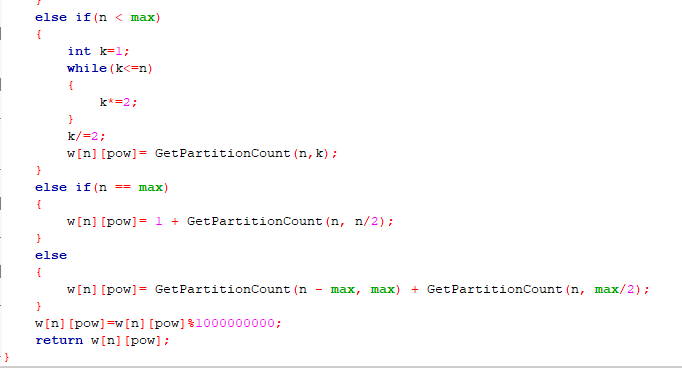 }
else if(n < max)
{
int k=1;
while(k<=n)
{
k*=2;
}
k/=2;
w[n][pow]= GetPartitionCount(n,k);
}
else if(n == max)
{
w[n][pow]= 1 + GetPartitionCount(n, n/2);
}
else
{
w[n][pow]= GetPartitionCount(n - max, max) + GetPartitionCount(n, max/2);
}
w[n][pow]=w[n][pow]%1000000000;
return w[n][pow];
}